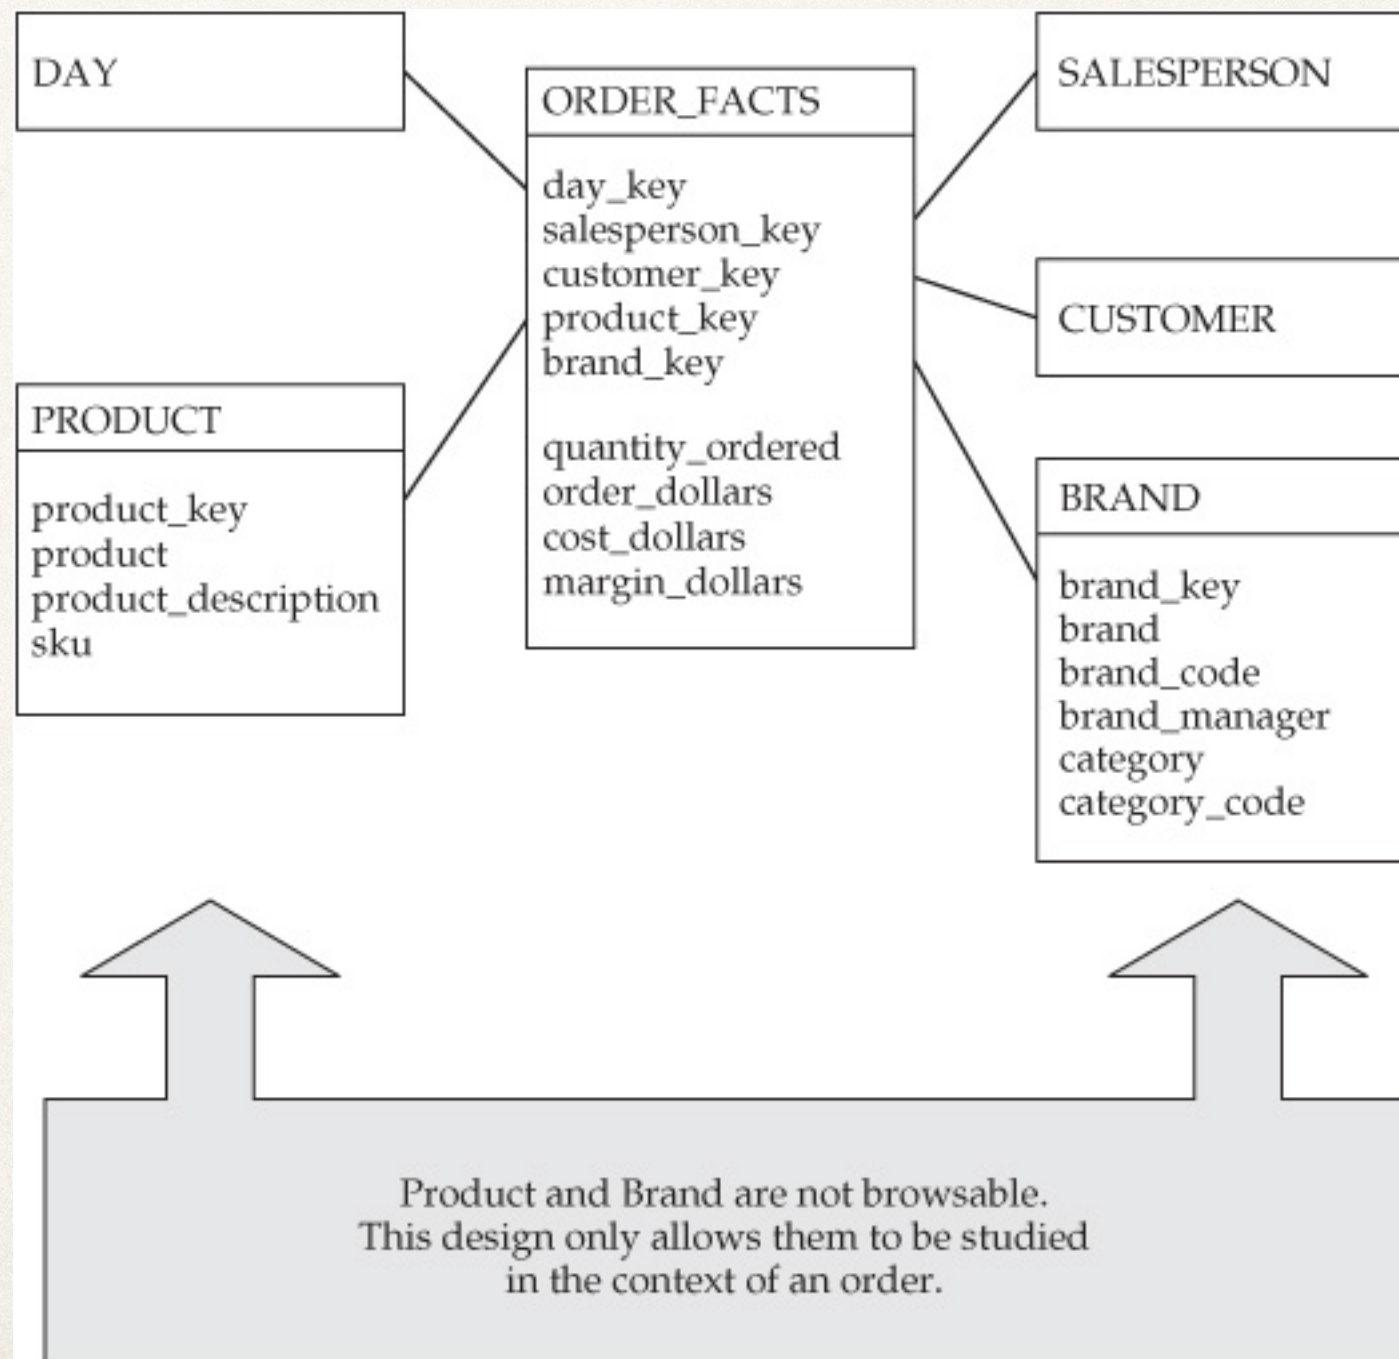 DAY
ORDER_FACTS
day_key
salesperson_key
customer_key
product_key
brand_key
quantity_ordered
order_dollars
cost_dollars
margin_dollars
SALESPERSON
CUSTOMER
PRODUCT
product_key
product
product_description
sku
BRAND
brand_key
brand
brand_code
brand_manager
category
category_code
Product and Brand are not browsable.
This design only allows them to be studied
in the context of an order.